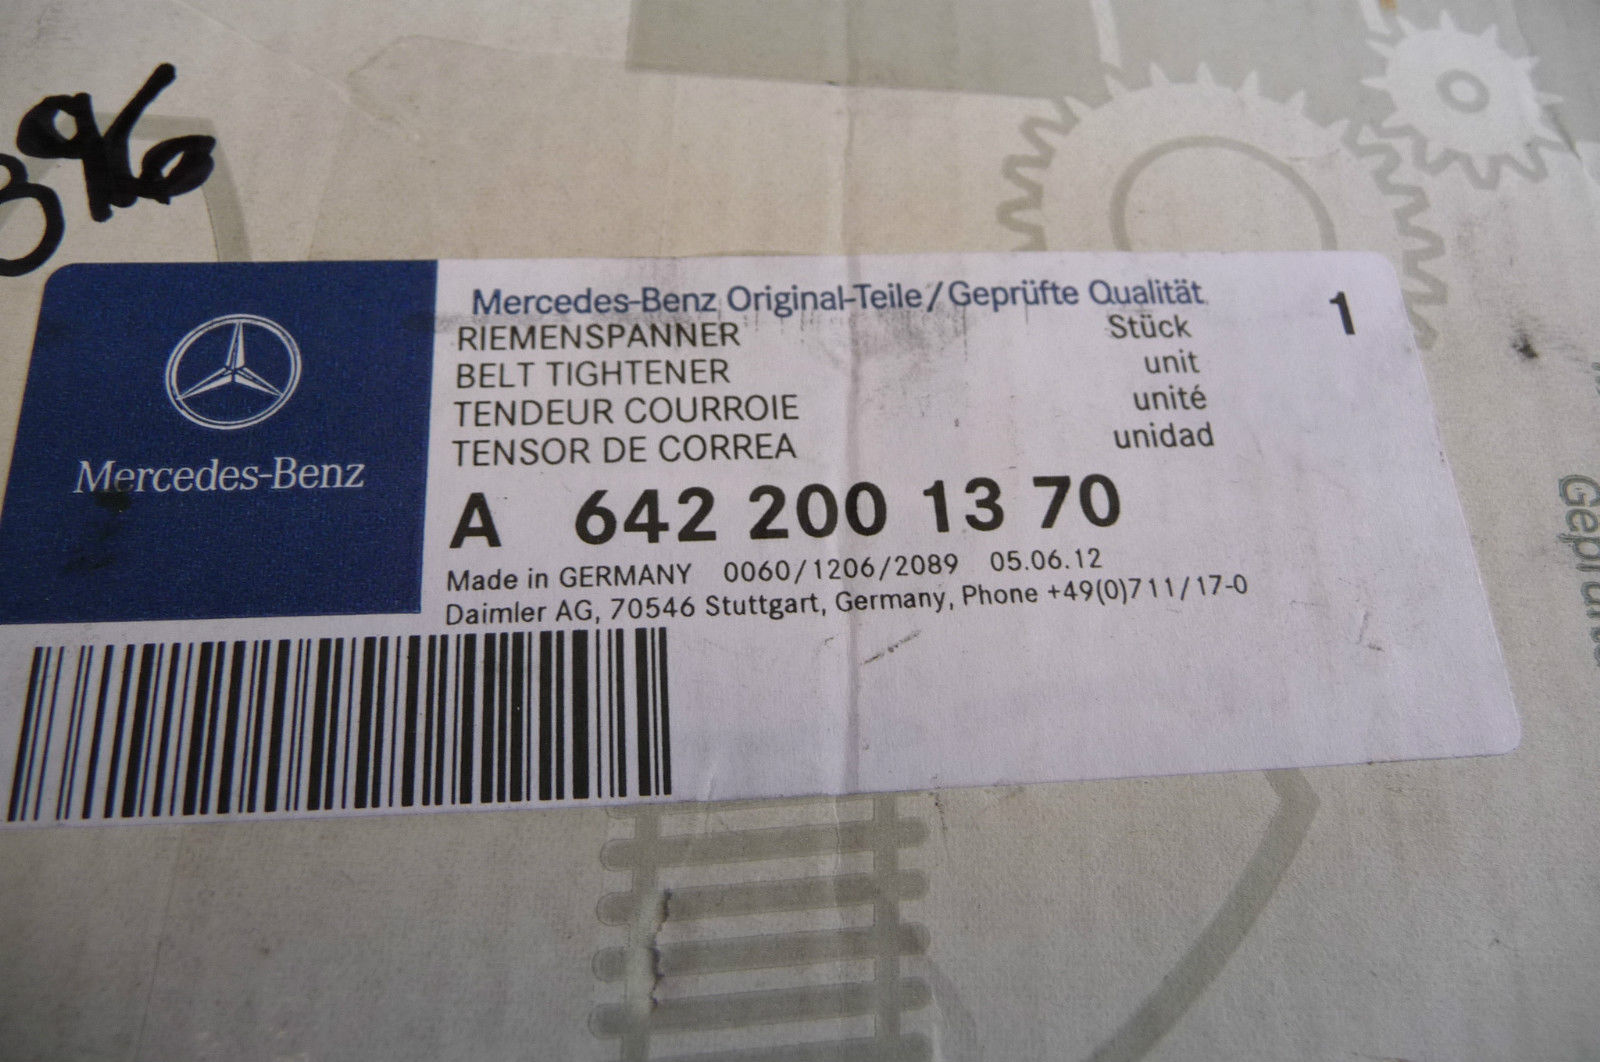 396
Mercedes-Benz
Mercedes-Benz Original-Teile/Geprüfte Qualität
RIEMENSPANNER Stück 1
BELT TIGHTENER unit
TENDEUR COURROIE unité
TENSOR DE CORREA unidad
A 642 200 13 70
Made in GERMANY 0060/1206/2089 05.06.12
Daimler AG, 70546 Stuttgart, Germany, Phone +49(0)711/17-0